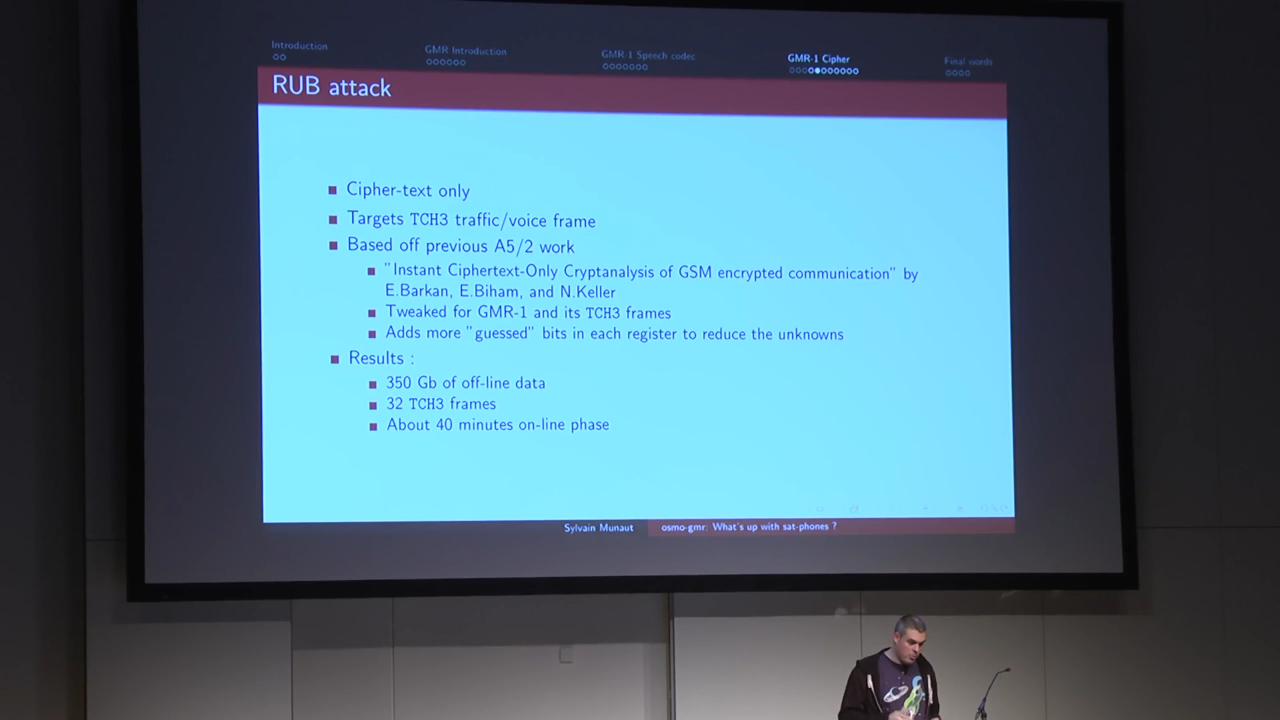 Introduction
GMR Introduction
GMR-1 Speech codec
GMR-1 Cipher
Final words
RUB attack
Cipher-text only
Targets TCH3 traffic/voice frame
Based off previous A5/2 work
"Instant Ciphertext-Only Cryptanalysis of GSM encrypted communication" by
E.Barkan, E.Biham, and N.Keller
Tweaked for GMR-1 and its TCH3 frames
Adds more "guessed" bits in each register to reduce the unknowns
Results :
350 Gb of off-line data
32 TCH3 frames
About 40 minutes on-line phase
Sylvain Munaut
osmo-gmr: What's up with sat-phones ?